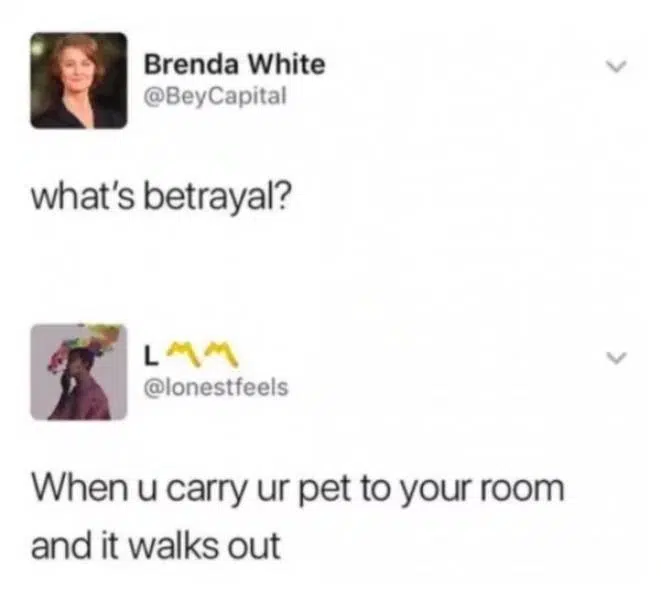 Brenda White
@BeyCapital
what's betrayal?
L 〽️〽️
@lonestfeels
When u carry ur pet to your room
and it walks out